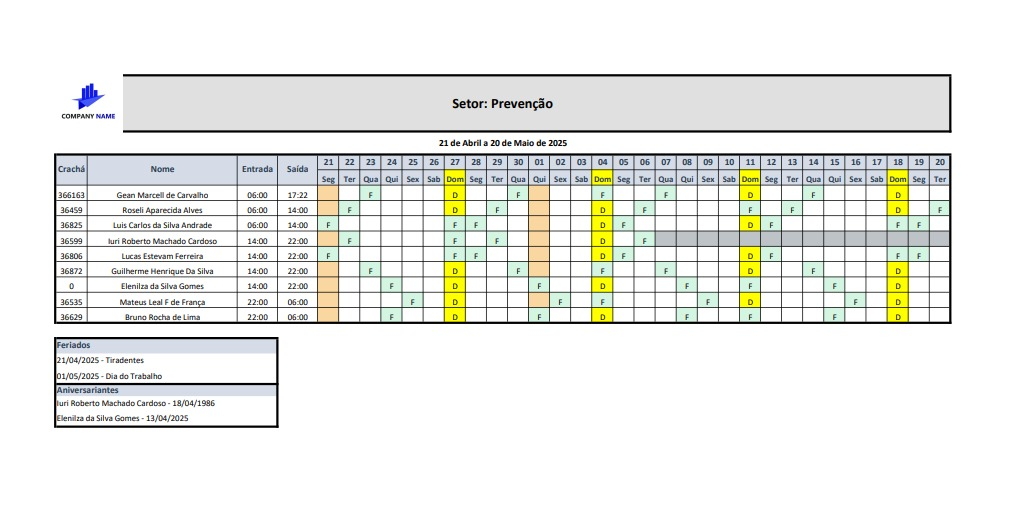 COMPANY NAME
Setor: Prevenção
21 de Abril a 20 de Maio de 2025
Crachá Nome Entrada Saída 21 22 23 24 25 26 27 28 29 30 01 02 03 04 05 06 07 08 09 10 11 12 13 14 15 16 17 18 19 20
Seg Ter Qua Qui Sex Sab Dom Seg Ter Qua Qui Sex Sab Dom Seg Ter Qua Qui Sex Sab Dom Seg Ter Qua Qui Sex Sab Dom Seg Ter
366163 Gean Marcell de Carvalho 06:00 17:22 F D F F F D F D
36459 Roseli Aparecida Alves 06:00 14:00 F D F D F F F D F
36825 Luis Carlos da Silva Andrade 06:00 14:00 F F F D F D F F F
36599 Iuri Roberto Machado Cardoso 14:00 22:00 F F F D F
36806 Lucas Estevam Ferreira 14:00 22:00 F F F D F D F F F
36872 Guilherme Henrique Da Silva 14:00 22:00 F D F F F D F D
0 Elenilza da Silva Gomes 14:00 22:00 F D F D F D F D
36535 Mateus Leal F de França 22:00 06:00 F D F F F D F D
36629 Bruno Rocha de Lima 22:00 06:00 F D F D F F F D
Feriados
21/04/2025 - Tiradentes
01/05/2025 - Dia do Trabalho
Aniversariantes
Iuri Roberto Machado Cardoso - 18/04/1986
Elenilza da Silva Gomes - 13/04/2025